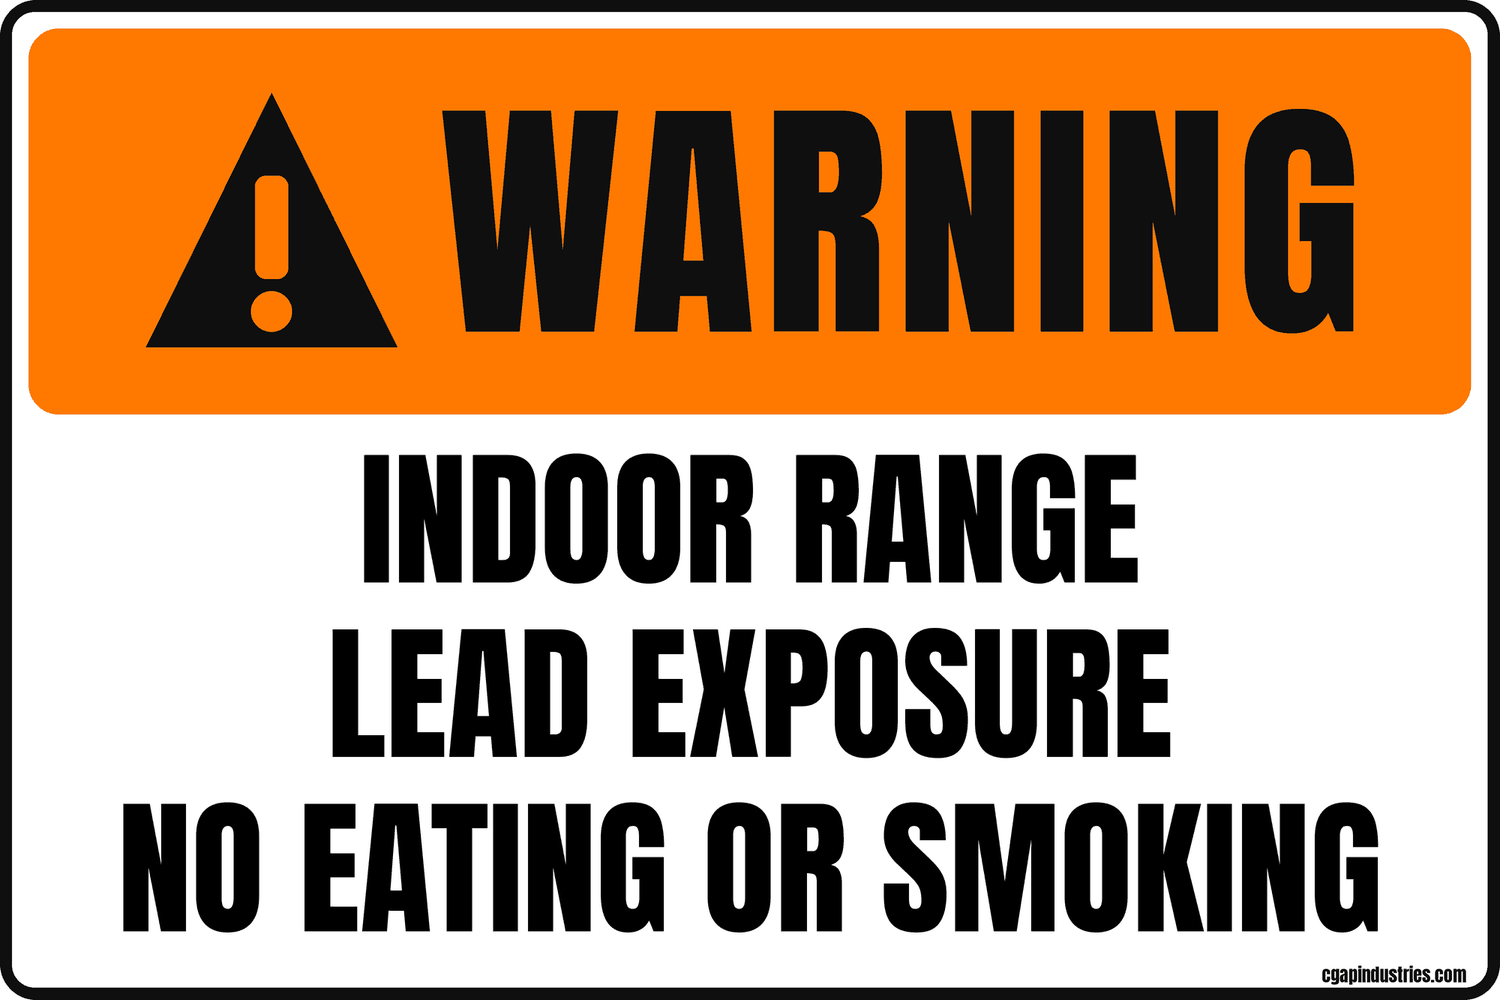 WARNING
INDOOR RANGE
LEAD EXPOSURE
NO EATING OR SMOKING
cgapindustries.com